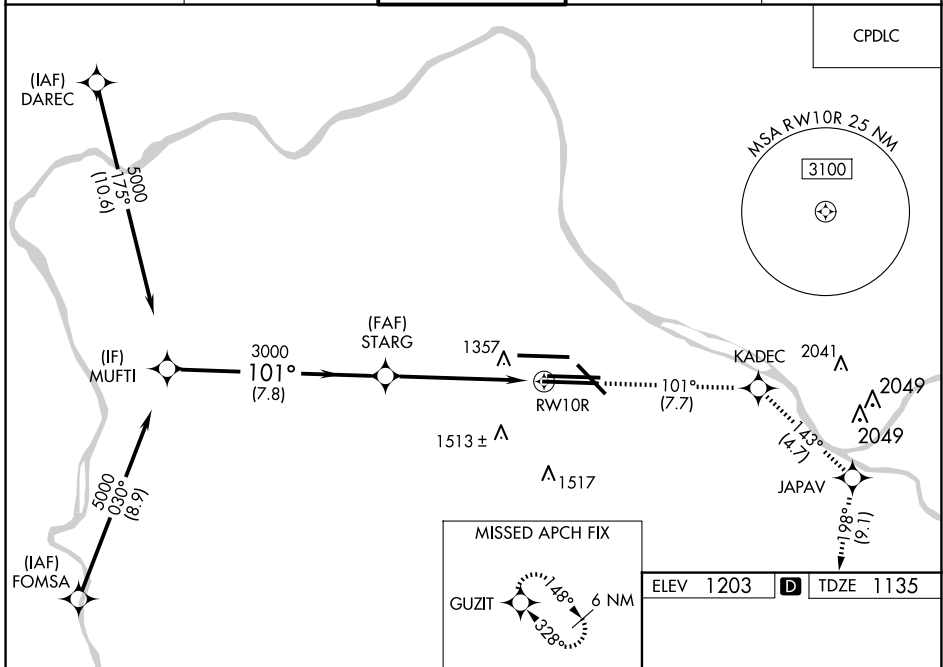 CPDLC
(IAF)
DAREC
5000
175°
(10.6)
MSA RW10R 25 NM
3100
(IF)
MUFTI
3000
101°
(7.8)
(FAF)
STARG
1357
RW10R
101°
(7.7)
KADEC
2041
2049
2049
143°
(4.7)
1513 ±
1517
JAPAV
198°
(9.1)
5000
030°
(8.9)
(IAF)
FOMSA
MISSED APCH FIX
GUZIT
148°
328°
6 NM
ELEV 1203 D TDZE 1135